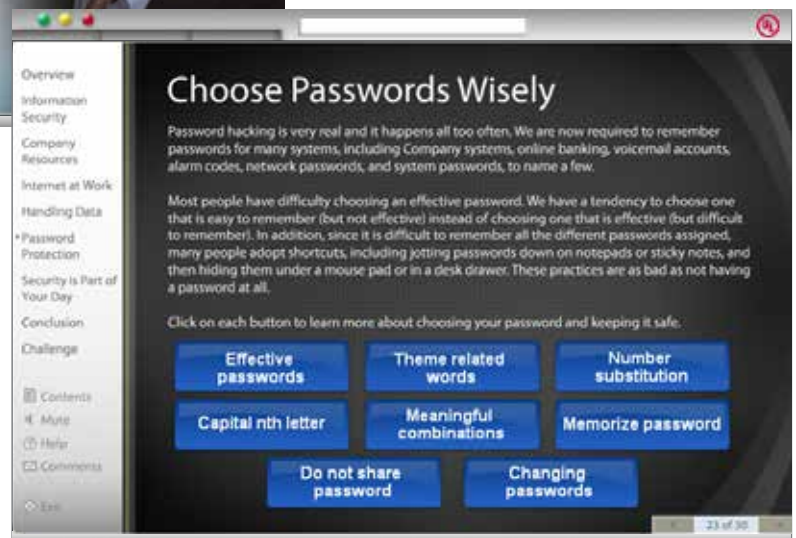 UL
Overview
Information
Security
Company
Resources
Internet at Work
Handling Data
Password
Protection
Security is Part of
Your Day
Conclusion
Challenge
Contents
Mute
Help
Comments
Exit
Choose Passwords Wisely
Password hacking is very real and it happens all too often. We are now required to remember
passwords for many systems, including Company systems, online banking, voicemail accounts,
alarm codes, network passwords, and system passwords, to name a few.
Most people have difficulty choosing an effective password. We have a tendency to choose one
that is easy to remember (but not effective) instead of choosing one that is effective (but difficult
to remember). In addition, since it is difficult to remember all the different passwords assigned,
many people adopt shortcuts, including jotting passwords down on notepads or sticky notes, and
then hiding them under a mouse pad or in a desk drawer. These practices are as bad as not having
a password at all.
Click on each button to learn more about choosing your password and keeping it safe.
Effective
passwords
Theme related
words
Number
substitution
Capital nth letter
Meaningful
combinations
Memorize password
Do not share
password
Changing
passwords
23 of 30